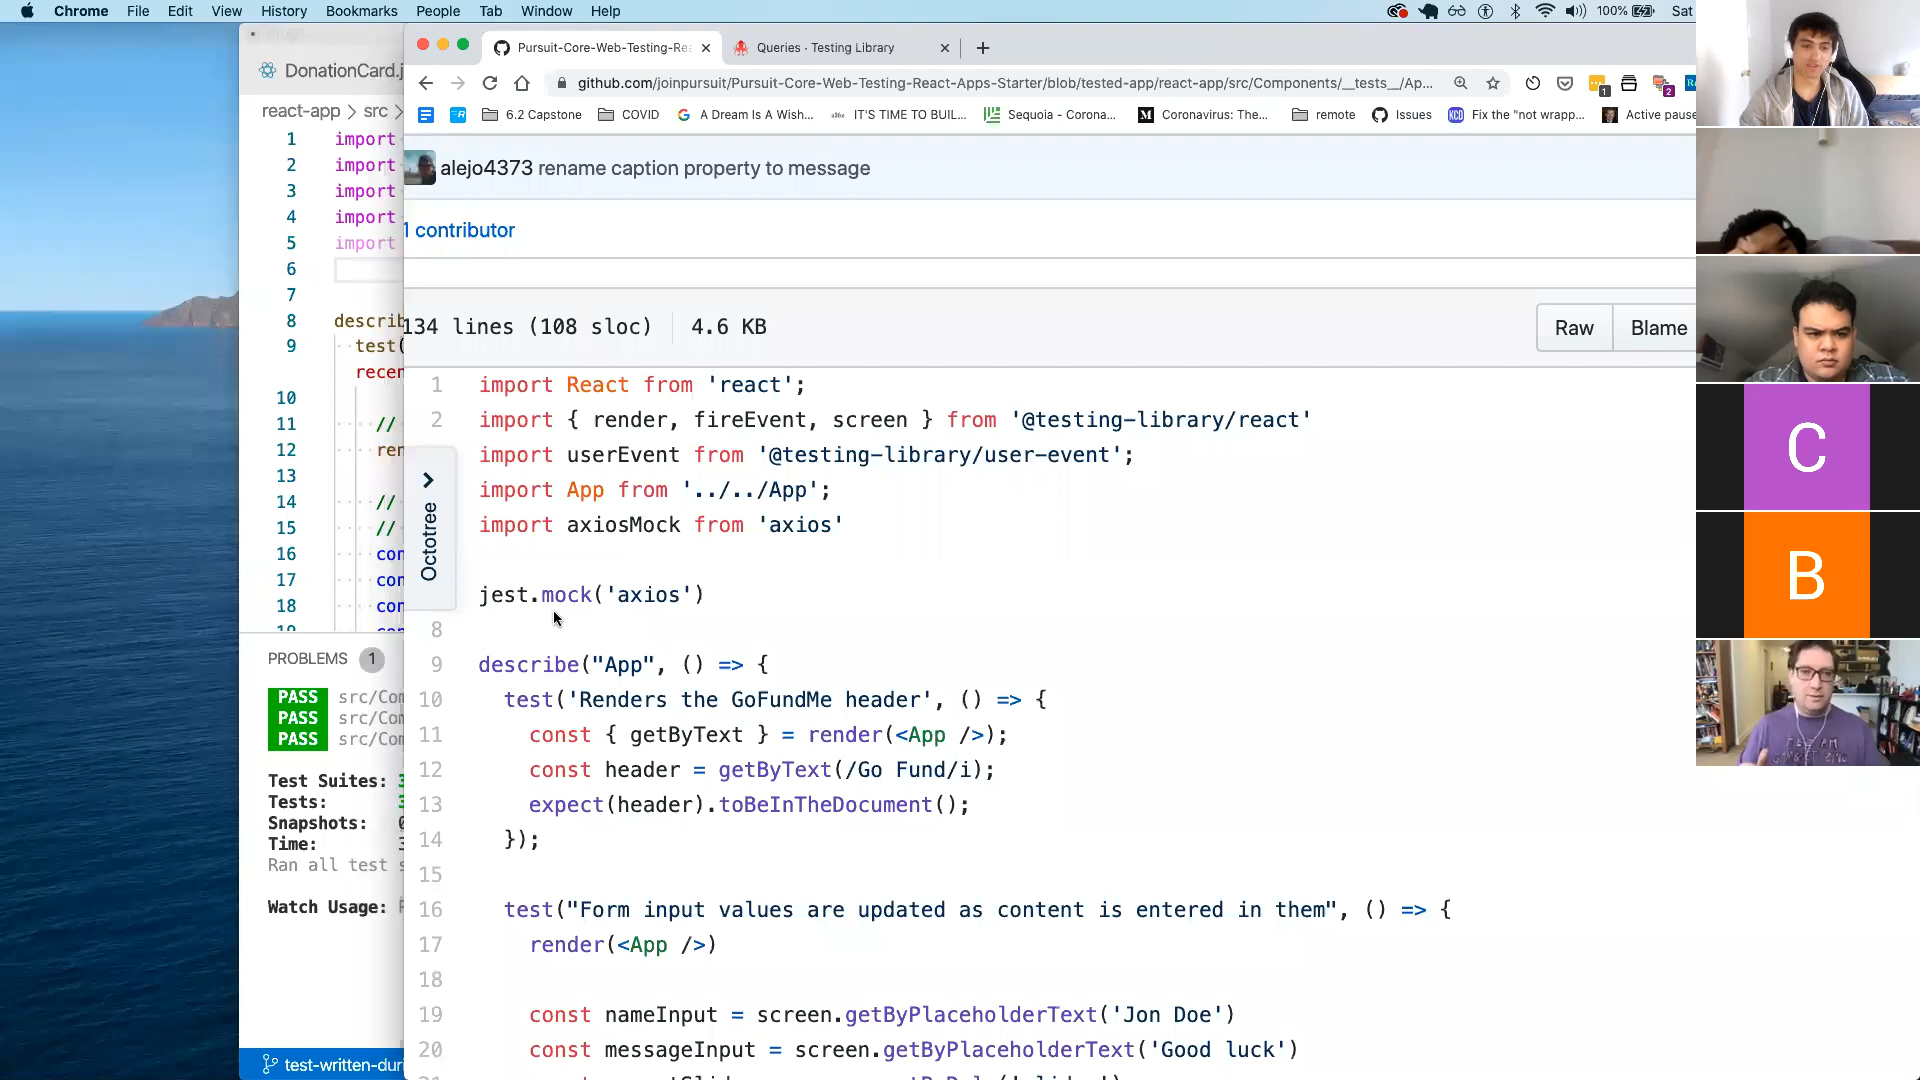 Chrome File Edit View History Bookmarks People Tab Window Help 100% Sat
DonationCard.j
react-app > src >
1 import
2 import
3 import
4 import
5 import
6
7
8 describ
9 test(
recen
10
11 //
12 ren
13
14 //
15 //
16 con
17 con
18 con
19 con
PROBLEMS 1
PASS src/Com
PASS src/Com
PASS src/Com
Test Suites: 3
Tests: 3
Snapshots: 0
Time: 3
Ran all test s
Watch Usage: P
test-written-duri
Pursuit-Core-Web-Testing-Re
Queries · Testing Library
github.com/joinpursuit/Pursuit-Core-Web-Testing-React-Apps-Starter/blob/tested-app/react-app/src/Components/__tests__/Ap...
1
2
6.2 Capstone COVID A Dream Is A Wish... IT'S TIME TO BUIL... Sequoia - Corona... Coronavirus: The... remote Issues Fix the "not wrapp... Active pause
alejo4373 rename caption property to message
1 contributor
134 lines (108 sloc) 4.6 KB
Raw Blame
Octotree
1 import React from 'react';
2 import { render, fireEvent, screen } from '@testing-library/react'
import userEvent from '@testing-library/user-event';
import App from '../../App';
import axiosMock from 'axios'
jest.mock('axios')
8
9 describe("App", () => {
10 test('Renders the GoFundMe header', () => {
11 const { getByText } = render(<App />);
12 const header = getByText(/Go Fund/i);
13 expect(header).toBeInTheDocument();
14 });
15
16 test("Form input values are updated as content is entered in them", () => {
17 render(<App />)
18
19 const nameInput = screen.getByPlaceholderText('Jon Doe')
20 const messageInput = screen.getByPlaceholderText('Good luck')
C
B